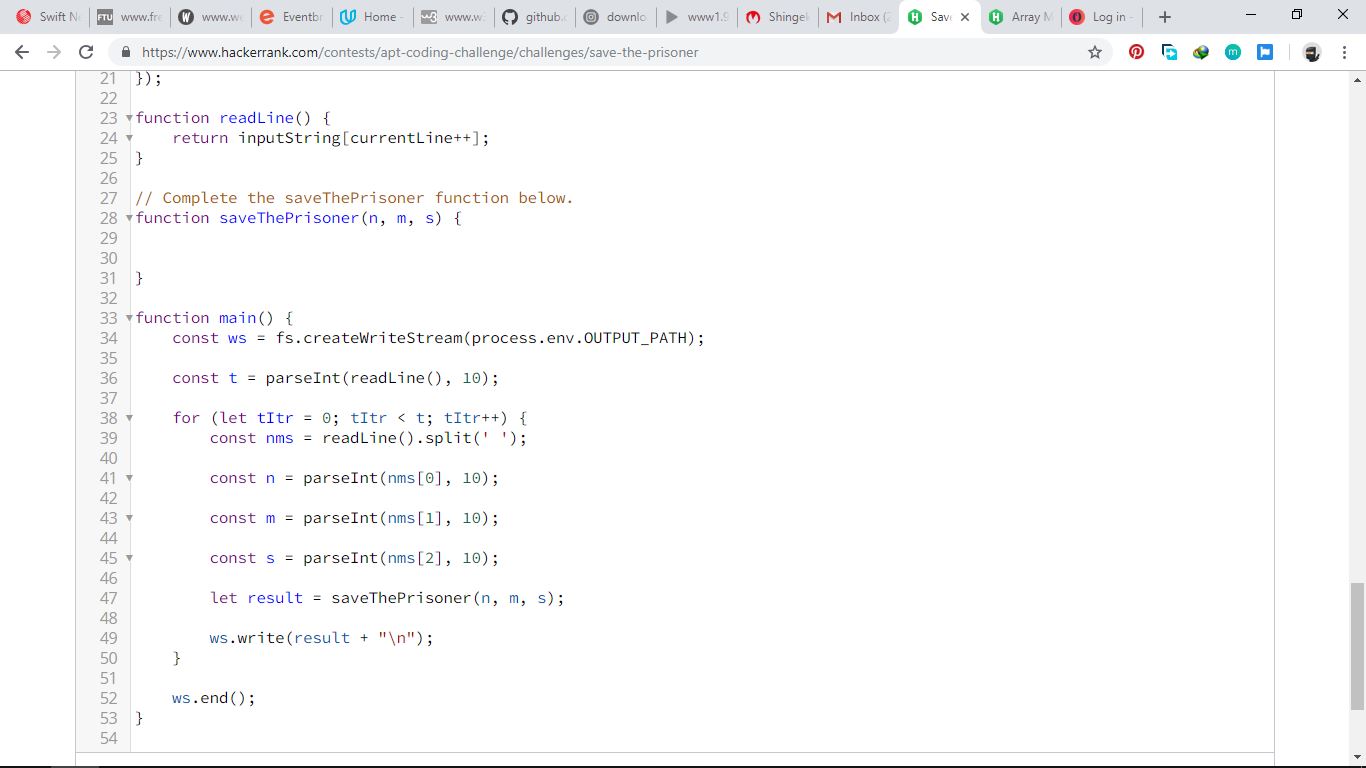 Swift N
FTU www.fre
W www.w
Eventbr
Home -
w3 www.w
github.c
downlo
www1.9
Shingek
Inbox (2
Sav
Array M
Log in -
https://www.hackerrank.com/contests/apt-coding-challenge/challenges/save-the-prisoner
21 });
22
23 function readLine() {
24     return inputString[currentLine++];
25 }
26
27 // Complete the saveThePrisoner function below.
28 function saveThePrisoner(n, m, s) {
29
30
31 }
32
33 function main() {
34     const ws = fs.createWriteStream(process.env.OUTPUT_PATH);
35
36     const t = parseInt(readLine(), 10);
37
38     for (let tItr = 0; tItr < t; tItr++) {
39         const nms = readLine().split(' ');
40
41         const n = parseInt(nms[0], 10);
42
43         const m = parseInt(nms[1], 10);
44
45         const s = parseInt(nms[2], 10);
46
47         let result = saveThePrisoner(n, m, s);
48
49         ws.write(result + "\n");
50     }
51
52     ws.end();
53 }
54